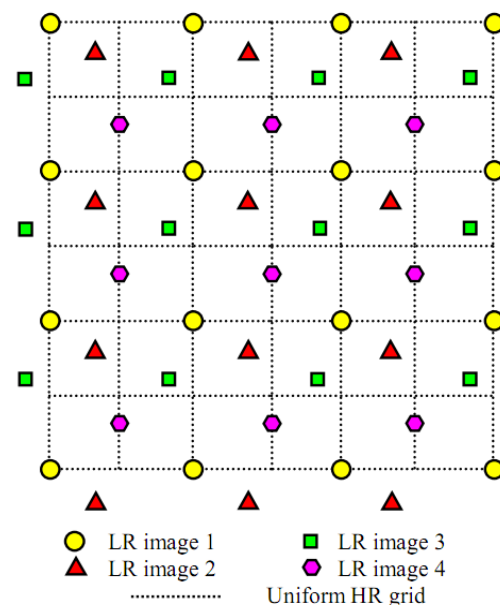 LR image 1
LR image 3
LR image 2
LR image 4
Uniform HR grid